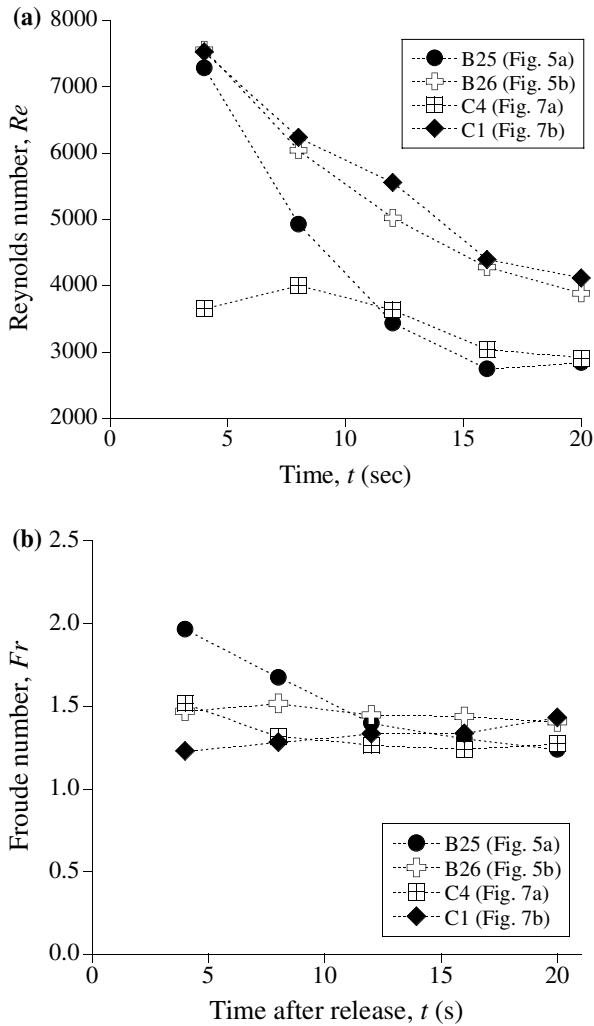 (a)
8000
7000
6000
5000
4000
3000
2000
Reynolds number, Re
B25 (Fig. 5a)
B26 (Fig. 5b)
C4 (Fig. 7a)
C1 (Fig. 7b)
0 5 10 15 20
Time, t (sec)
(b)
2.5
2.0
1.5
1.0
0.5
0.0
Froude number, Fr
B25 (Fig. 5a)
B26 (Fig. 5b)
C4 (Fig. 7a)
C1 (Fig. 7b)
0 5 10 15 20
Time after release, t (s)